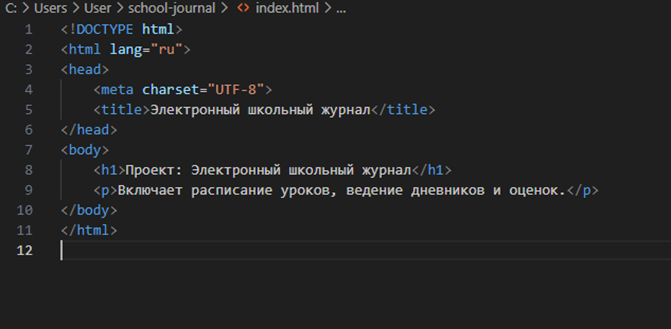 C: > Users > User > school-journal > <> index.html > ...
1 <!DOCTYPE html>
2 <html lang="ru">
3 <head>
4     <meta charset="UTF-8">
5     <title>Электронный школьный журнал</title>
6 </head>
7 <body>
8     <h1>Проект: Электронный школьный журнал</h1>
9     <p>Включает расписание уроков, ведение дневников и оценок.</p>
10 </body>
11 </html>
12